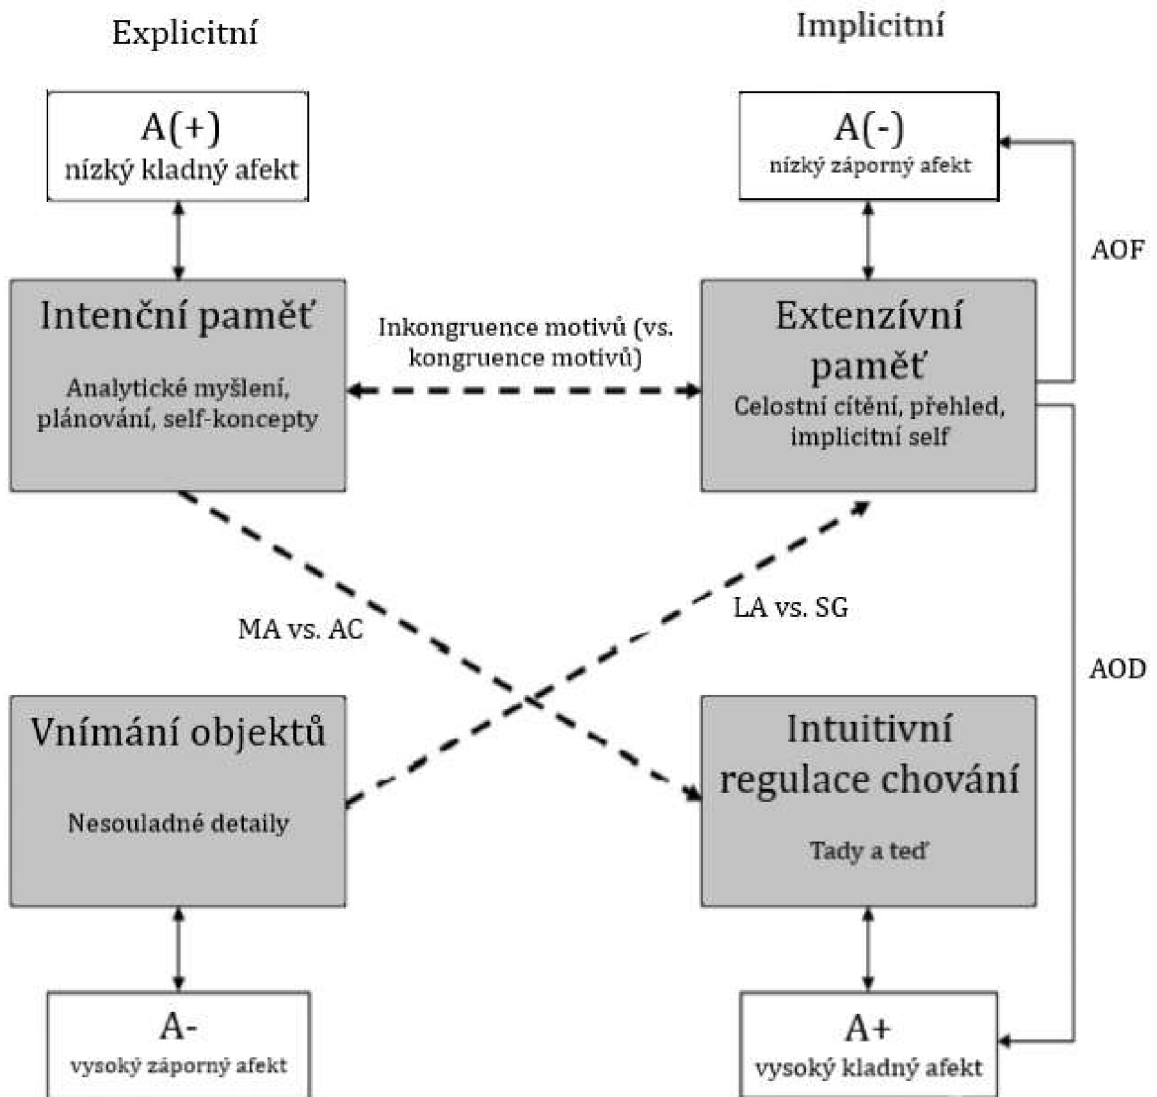 Explicitní
Implicitní
A(+)
nízký kladný afekt
A(-)
nízký záporný afekt
AOF
Intenční paměť
Analytické myšlení,
plánování, self-koncepty
Inkongruence motivů (vs.
kongruence motivů)
Extenzívní
paměť
Celostní cítění, přehled,
implicitní self
MA vs. AC
LA vs. SG
AOD
Vnímání objektů
Nesouladné detaily
Intuitivní
regulace chování
Tady a teď
A-
vysoký záporný afekt
A+
vysoký kladný afekt